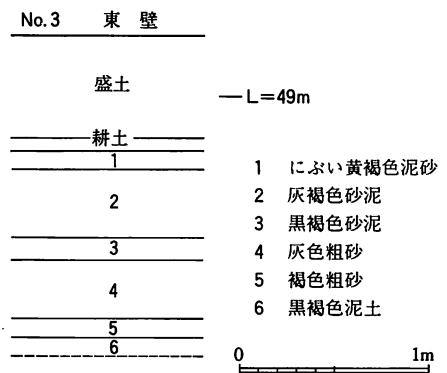 No.3 東壁
盛土
L=49m
耕土
1
2
3
4
5
6
1 にぶい黄褐色泥砂
2 灰褐色砂泥
3 黒褐色砂泥
4 灰色粗砂
5 褐色粗砂
6 黒褐色泥土
0 1m